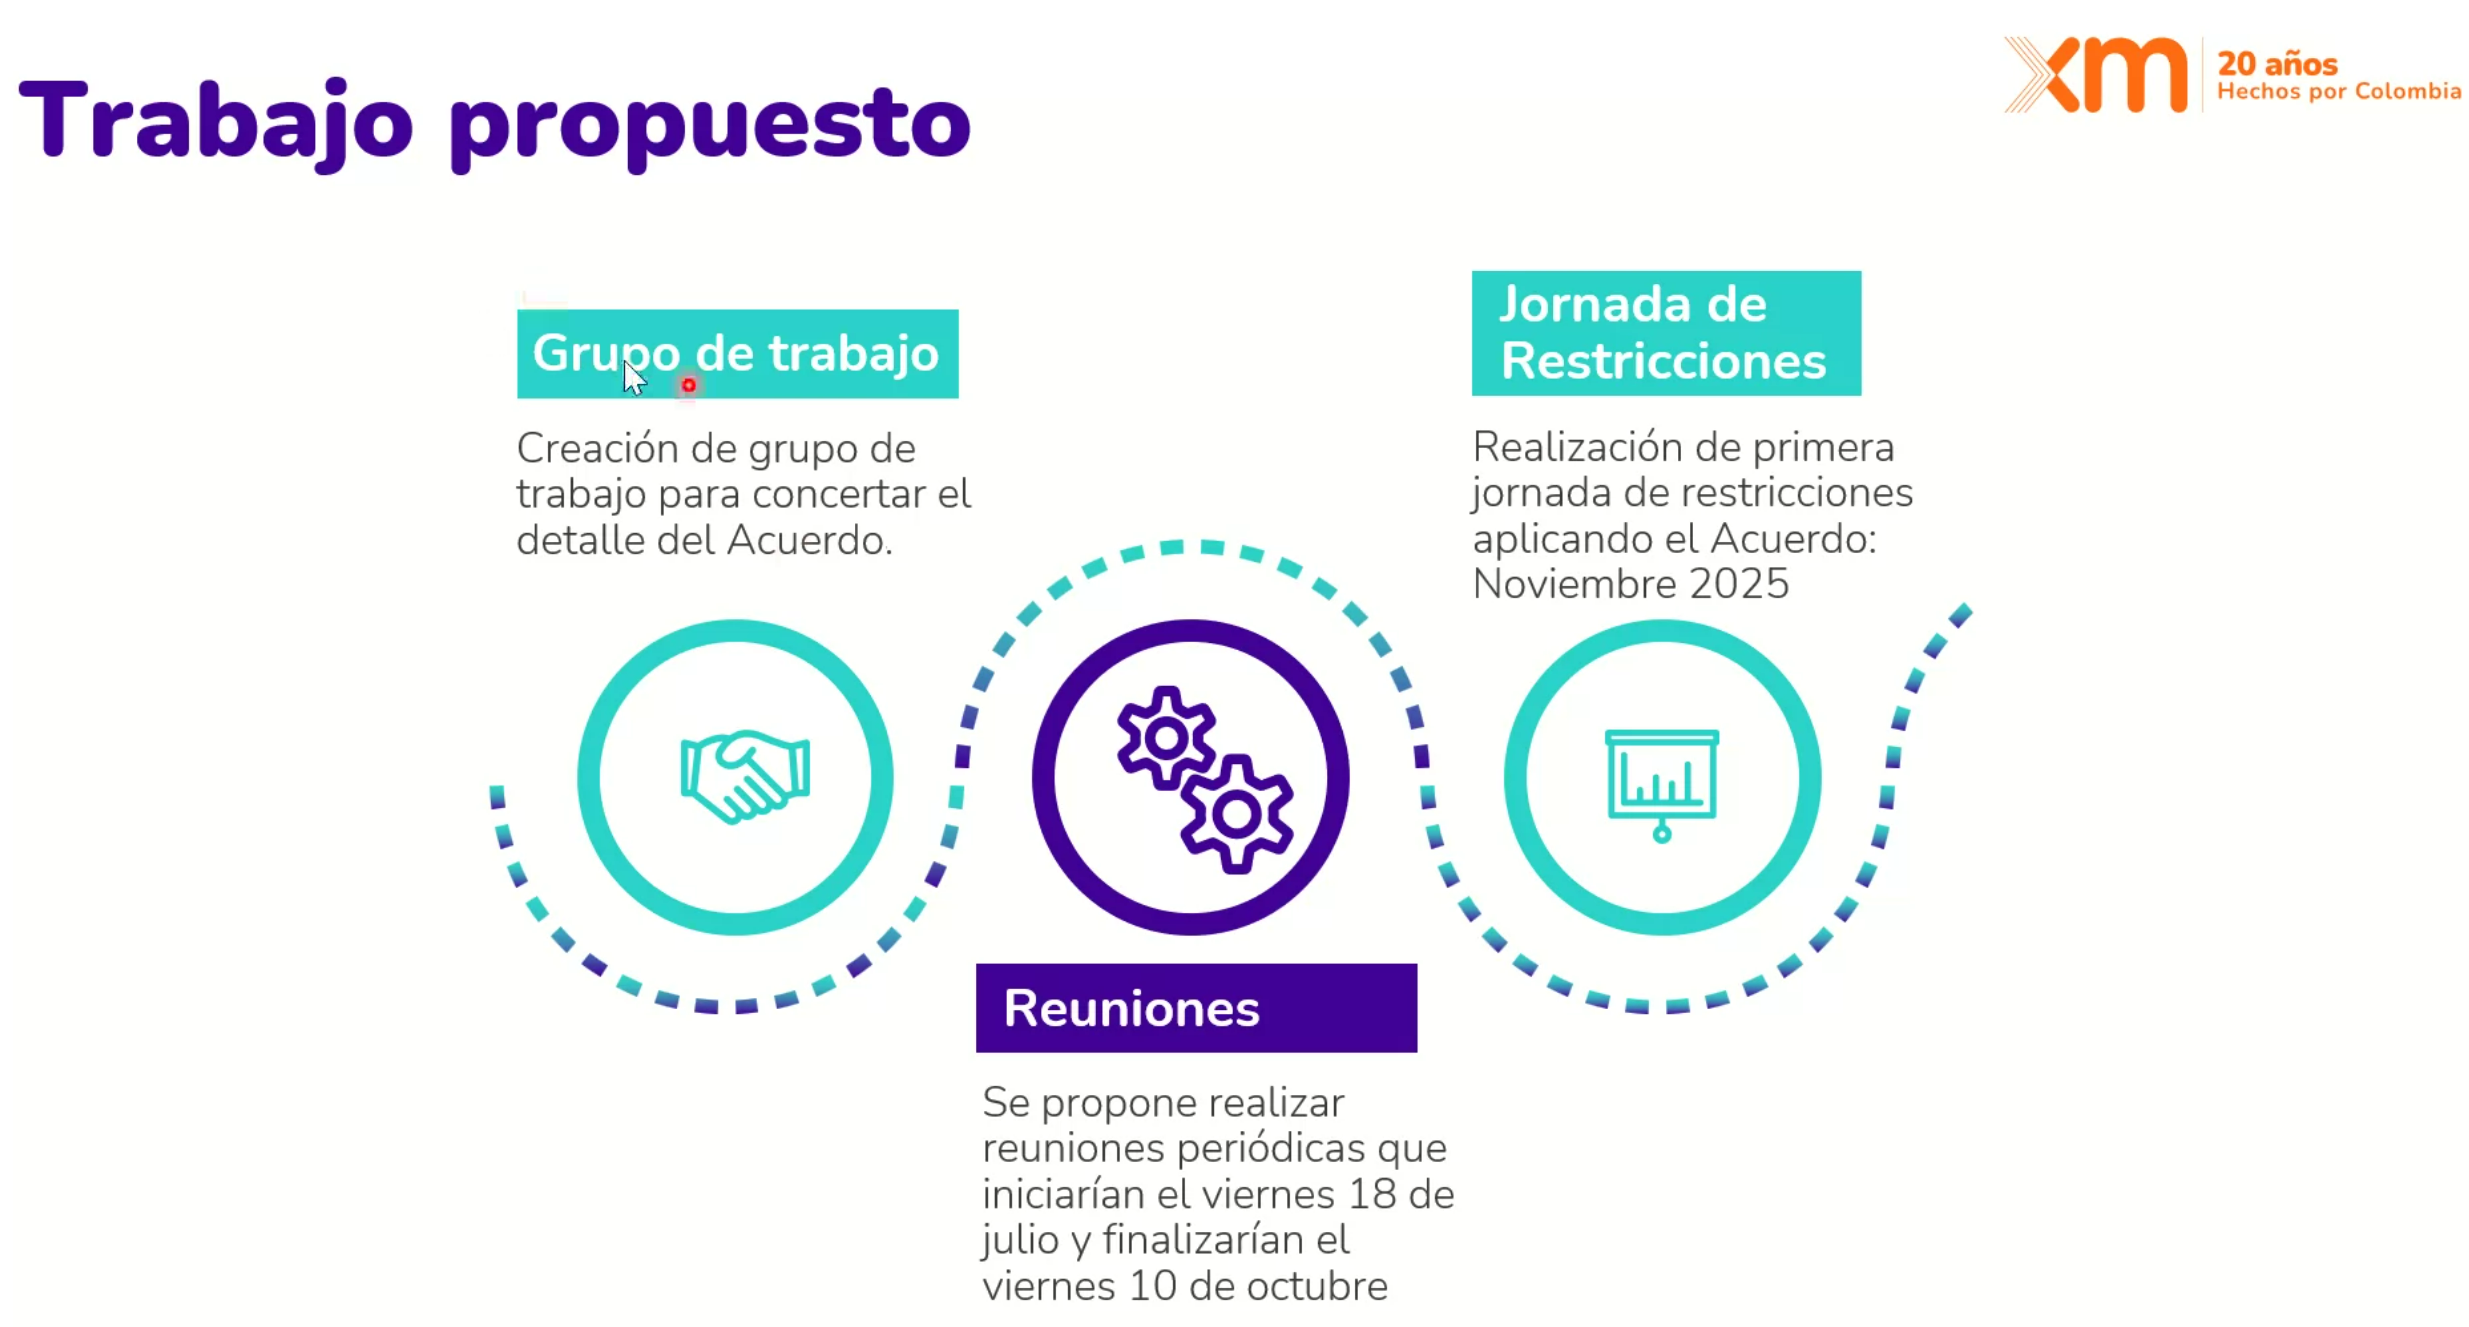 Trabajo propuesto
xm
20 años
Hechos por Colombia
Grupo de trabajo
Creación de grupo de
trabajo para concertar el
detalle del Acuerdo.
Reuniones
Se propone realizar
reuniones periódicas que
iniciarían el viernes 18 de
julio y finalizarían el
viernes 10 de octubre
Jornada de
Restricciones
Realización de primera
jornada de restricciones
aplicando el Acuerdo:
Noviembre 2025